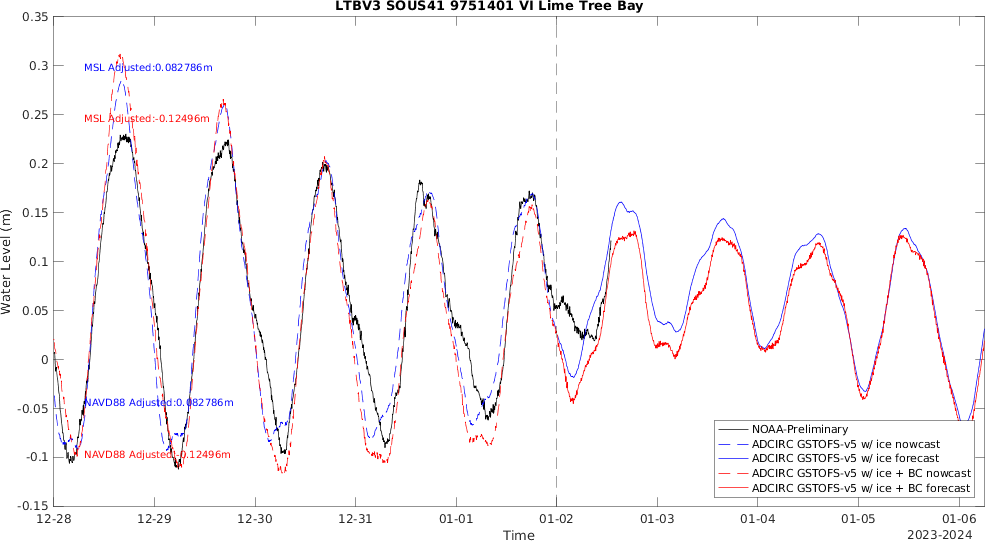 LTBV3 SOUS41 9751401 VI Lime Tree Bay
0.35
0.3
0.25
0.2
0.15
0.1
0.05
0
-0.05
-0.1
-0.15
Water Level (m)
MSL Adjusted:0.082786m
MSL Adjusted:-0.12496m
NAVD88 Adjusted:0.082786m
NAVD88 Adjusted:-0.12496m
NOAA-Preliminary
ADCIRC GSTOFS-v5 w/ ice nowcast
ADCIRC GSTOFS-v5 w/ ice forecast
ADCIRC GSTOFS-v5 w/ ice + BC nowcast
ADCIRC GSTOFS-v5 w/ ice + BC forecast
12-28 12-29 12-30 12-31 01-01 01-02 01-03 01-04 01-05 01-06
Time
2023-2024